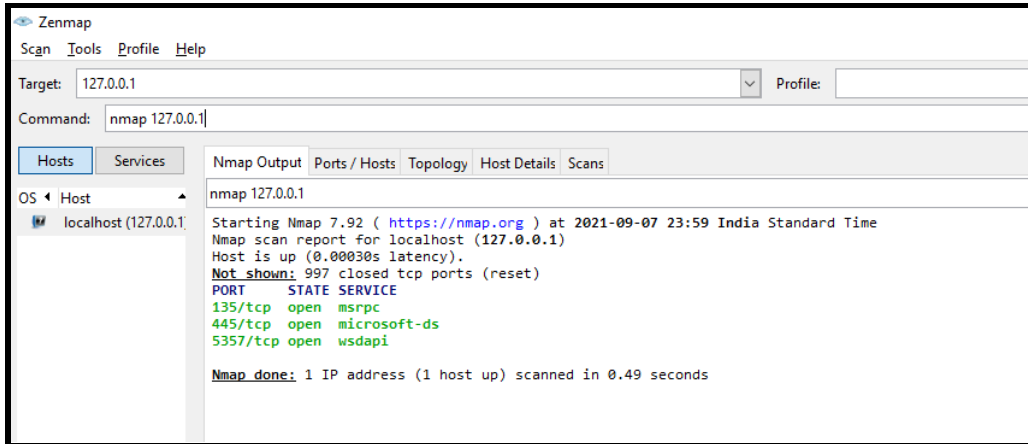 Zenmap
Scan Tools Profile Help
Target: 127.0.0.1 Profile:
Command: nmap 127.0.0.1
Hosts Services Nmap Output Ports / Hosts Topology Host Details Scans
OS Host
nmap 127.0.0.1
localhost (127.0.0.1
Starting Nmap 7.92 ( https://nmap.org ) at 2021-09-07 23:59 India Standard Time
Nmap scan report for localhost (127.0.0.1)
Host is up (0.00030s latency).
Not shown: 997 closed tcp ports (reset)
PORT STATE SERVICE
135/tcp open msrpc
445/tcp open microsoft-ds
5357/tcp open wsdapi
Nmap done: 1 IP address (1 host up) scanned in 0.49 seconds